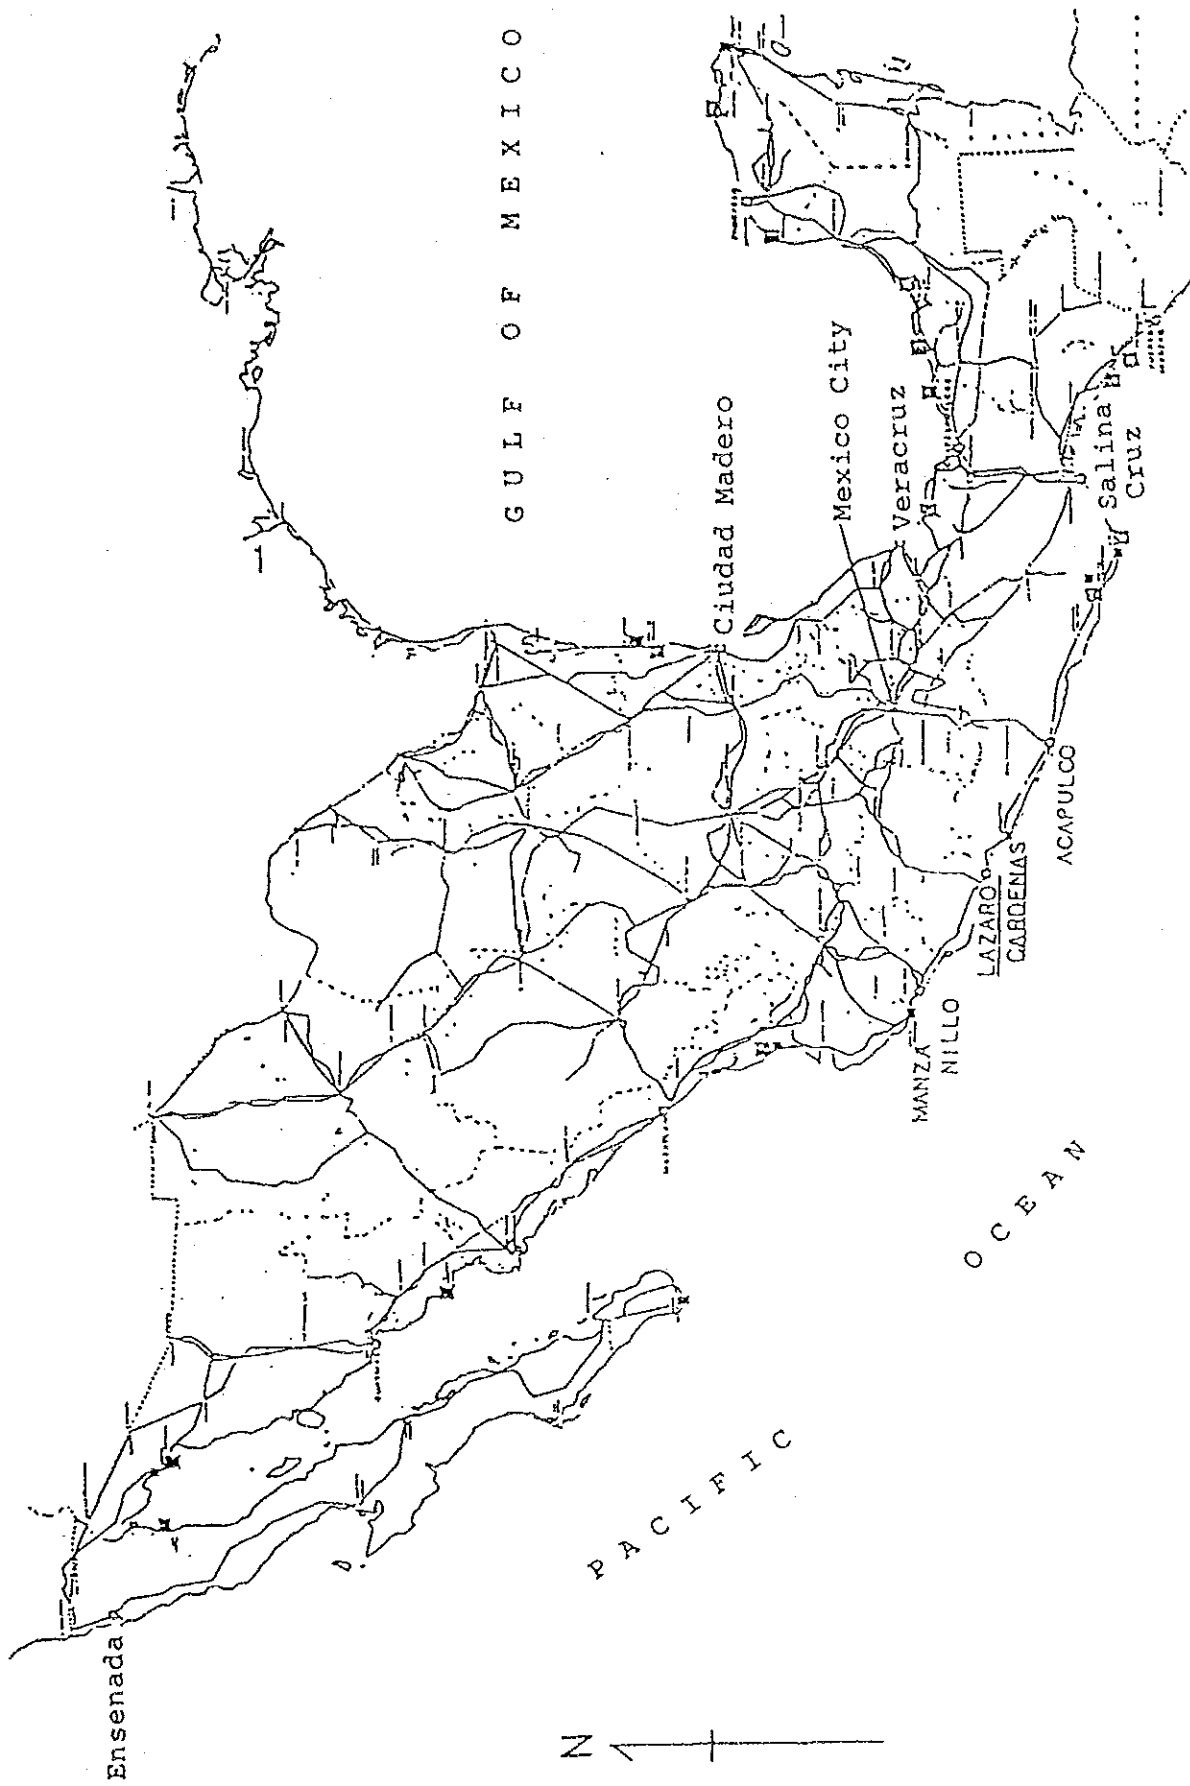 Ensenada
GULF OF MEXICO
Ciudad Madero
Mexico City
Veracruz
Salina
Cruz
ACAPULCO
LAZARO
CARDENAS
MANZA
NILLO
PACIFIC
OCEAN
N